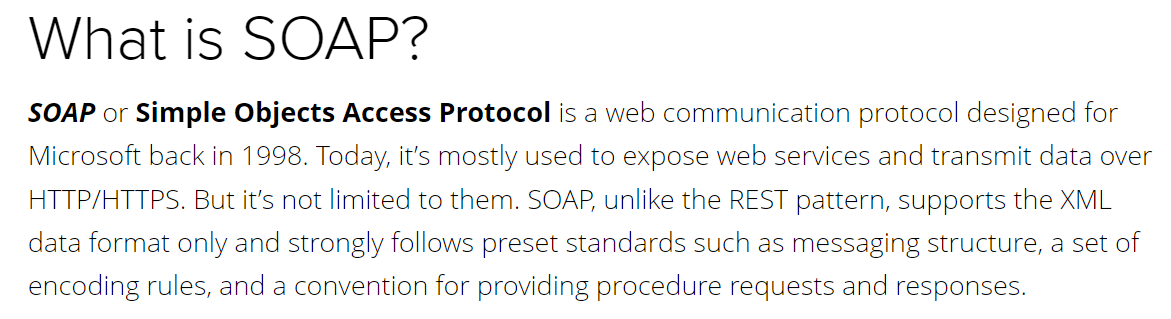 What is SOAP?
SOAP or Simple Objects Access Protocol is a web communication protocol designed for
Microsoft back in 1998. Today, it's mostly used to expose web services and transmit data over
HTTP/HTTPS. But it's not limited to them. SOAP, unlike the REST pattern, supports the XML
data format only and strongly follows preset standards such as messaging structure, a set of
encoding rules, and a convention for providing procedure requests and responses.